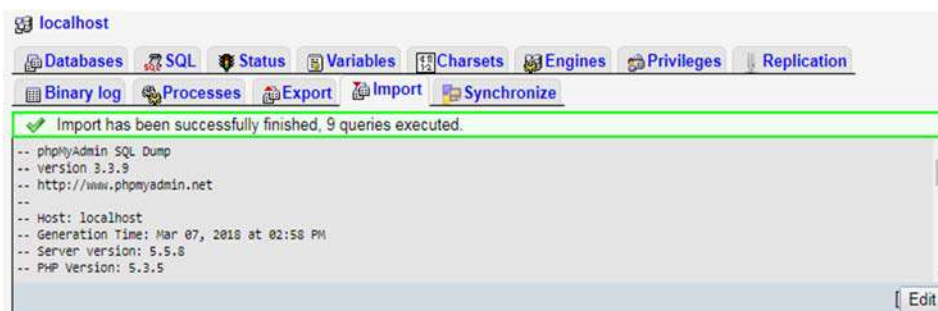 localhost
Databases SQL Status Variables Charsets Engines Privileges Replication
Binary log Processes Export Import Synchronize
Import has been successfully finished, 9 queries executed.
-- phpMyAdmin SQL Dump
-- version 3.3.9
-- http://www.phpmyadmin.net
--
-- Host: localhost
-- Generation Time: Mar 07, 2018 at 02:58 PM
-- Server version: 5.5.8
-- PHP Version: 5.3.5
[ Edit